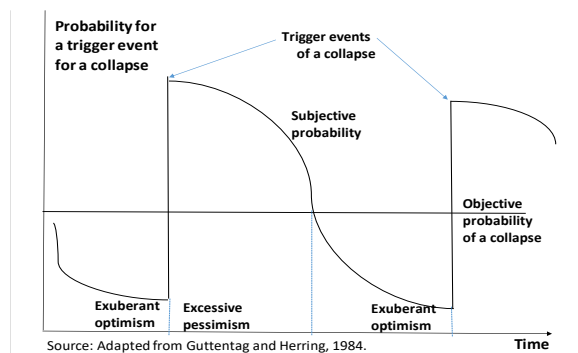 Probability for
a trigger event
for a collapse
Trigger events
of a collapse
Subjective
probability
Objective
probability
of a collapse
Exuberant
optimism
Excessive
pessimism
Exuberant
optimism
Source: Adapted from Guttentag and Herring, 1984.
Time